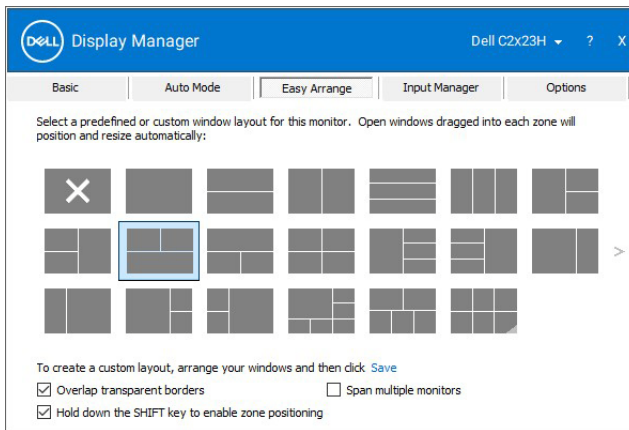 DELL Display Manager Dell C2x23H ? X
Basic Auto Mode Easy Arrange Input Manager Options
Select a predefined or custom window layout for this monitor. Open windows dragged into each zone will
position and resize automatically:
>
To create a custom layout, arrange your windows and then click Save
Overlap transparent borders Span multiple monitors
Hold down the SHIFT key to enable zone positioning